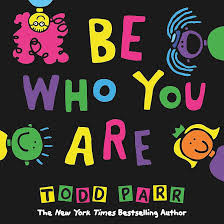 BE
WHO YOU
ARE
TODD PARR
The New York Times Bestselling Author